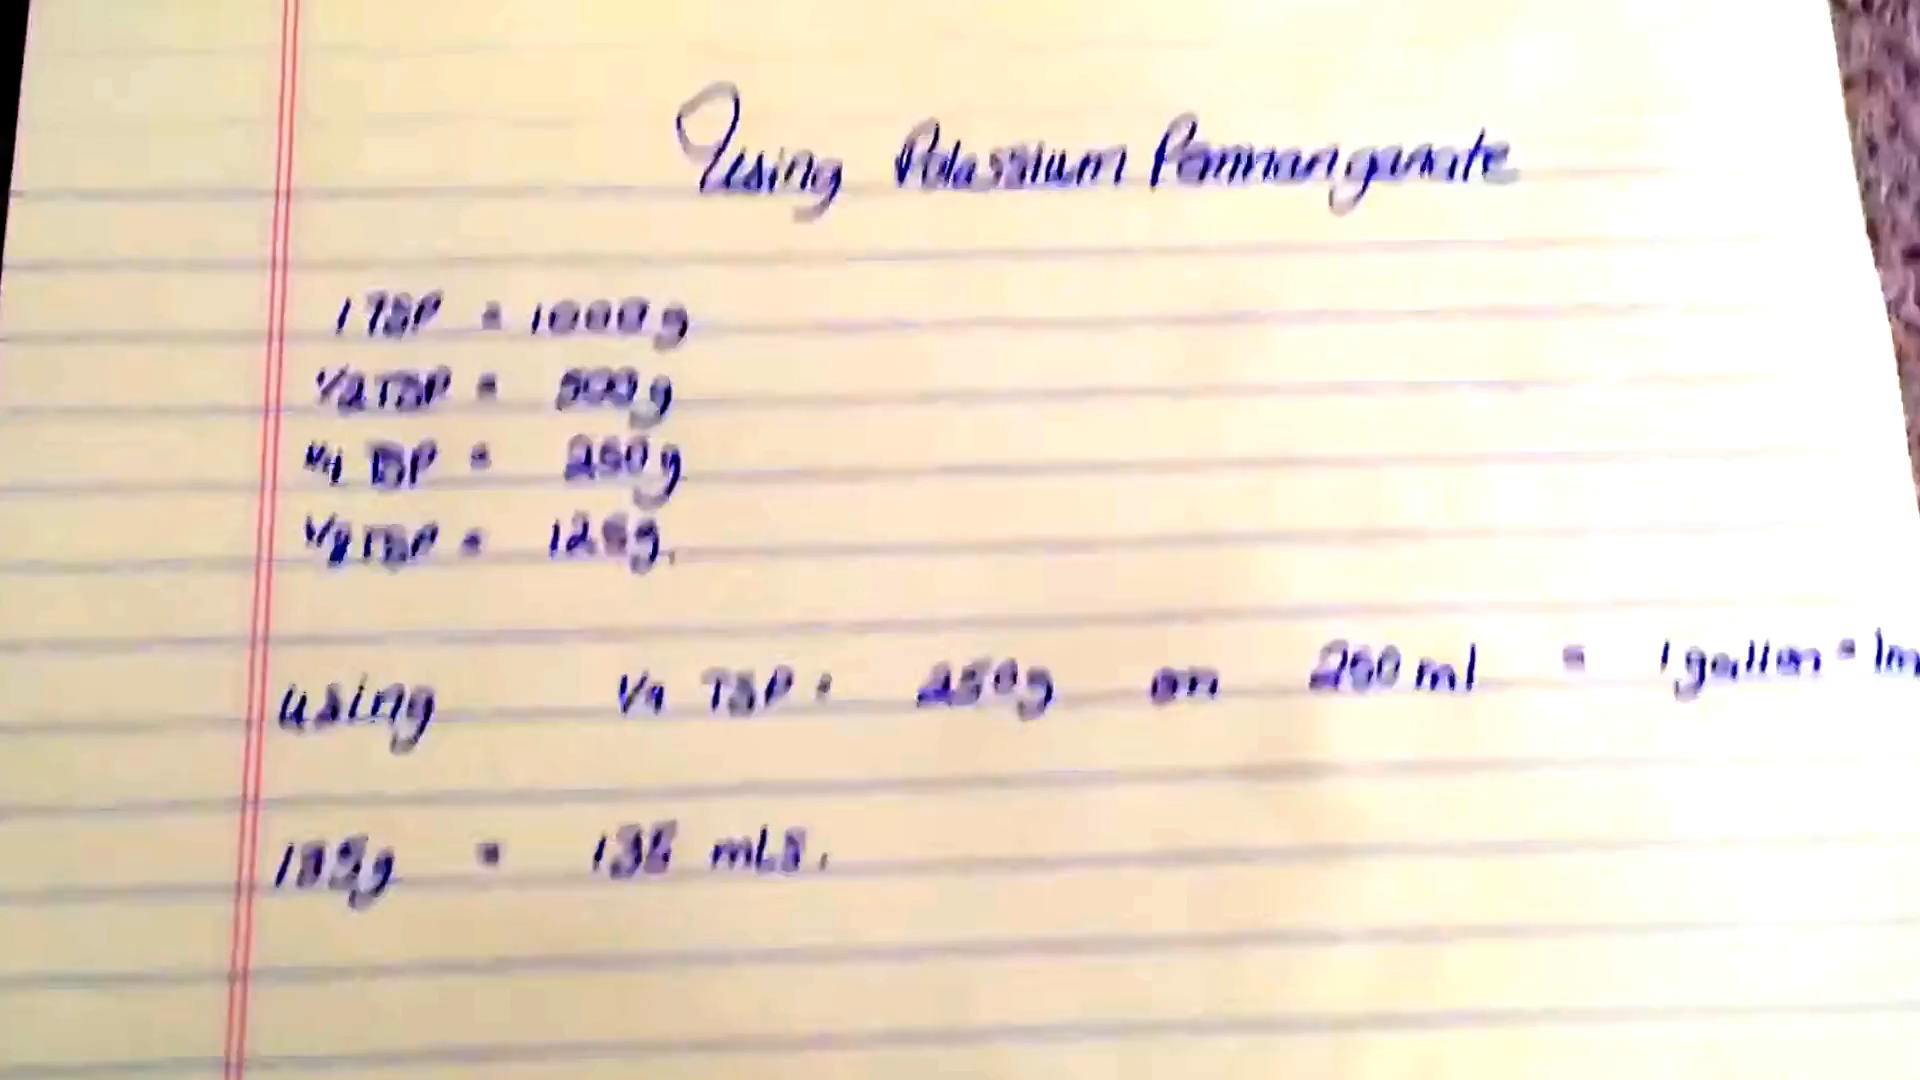 Using Potassium Permanganate
1 TSP = 1000g
1/2 TSP = 500g
1/4 TSP = 250g
1/8 TSP = 125g.
using 1/4 TSP = 250g on 250 ml = 1 gallon = 1m
= 135 mLs.